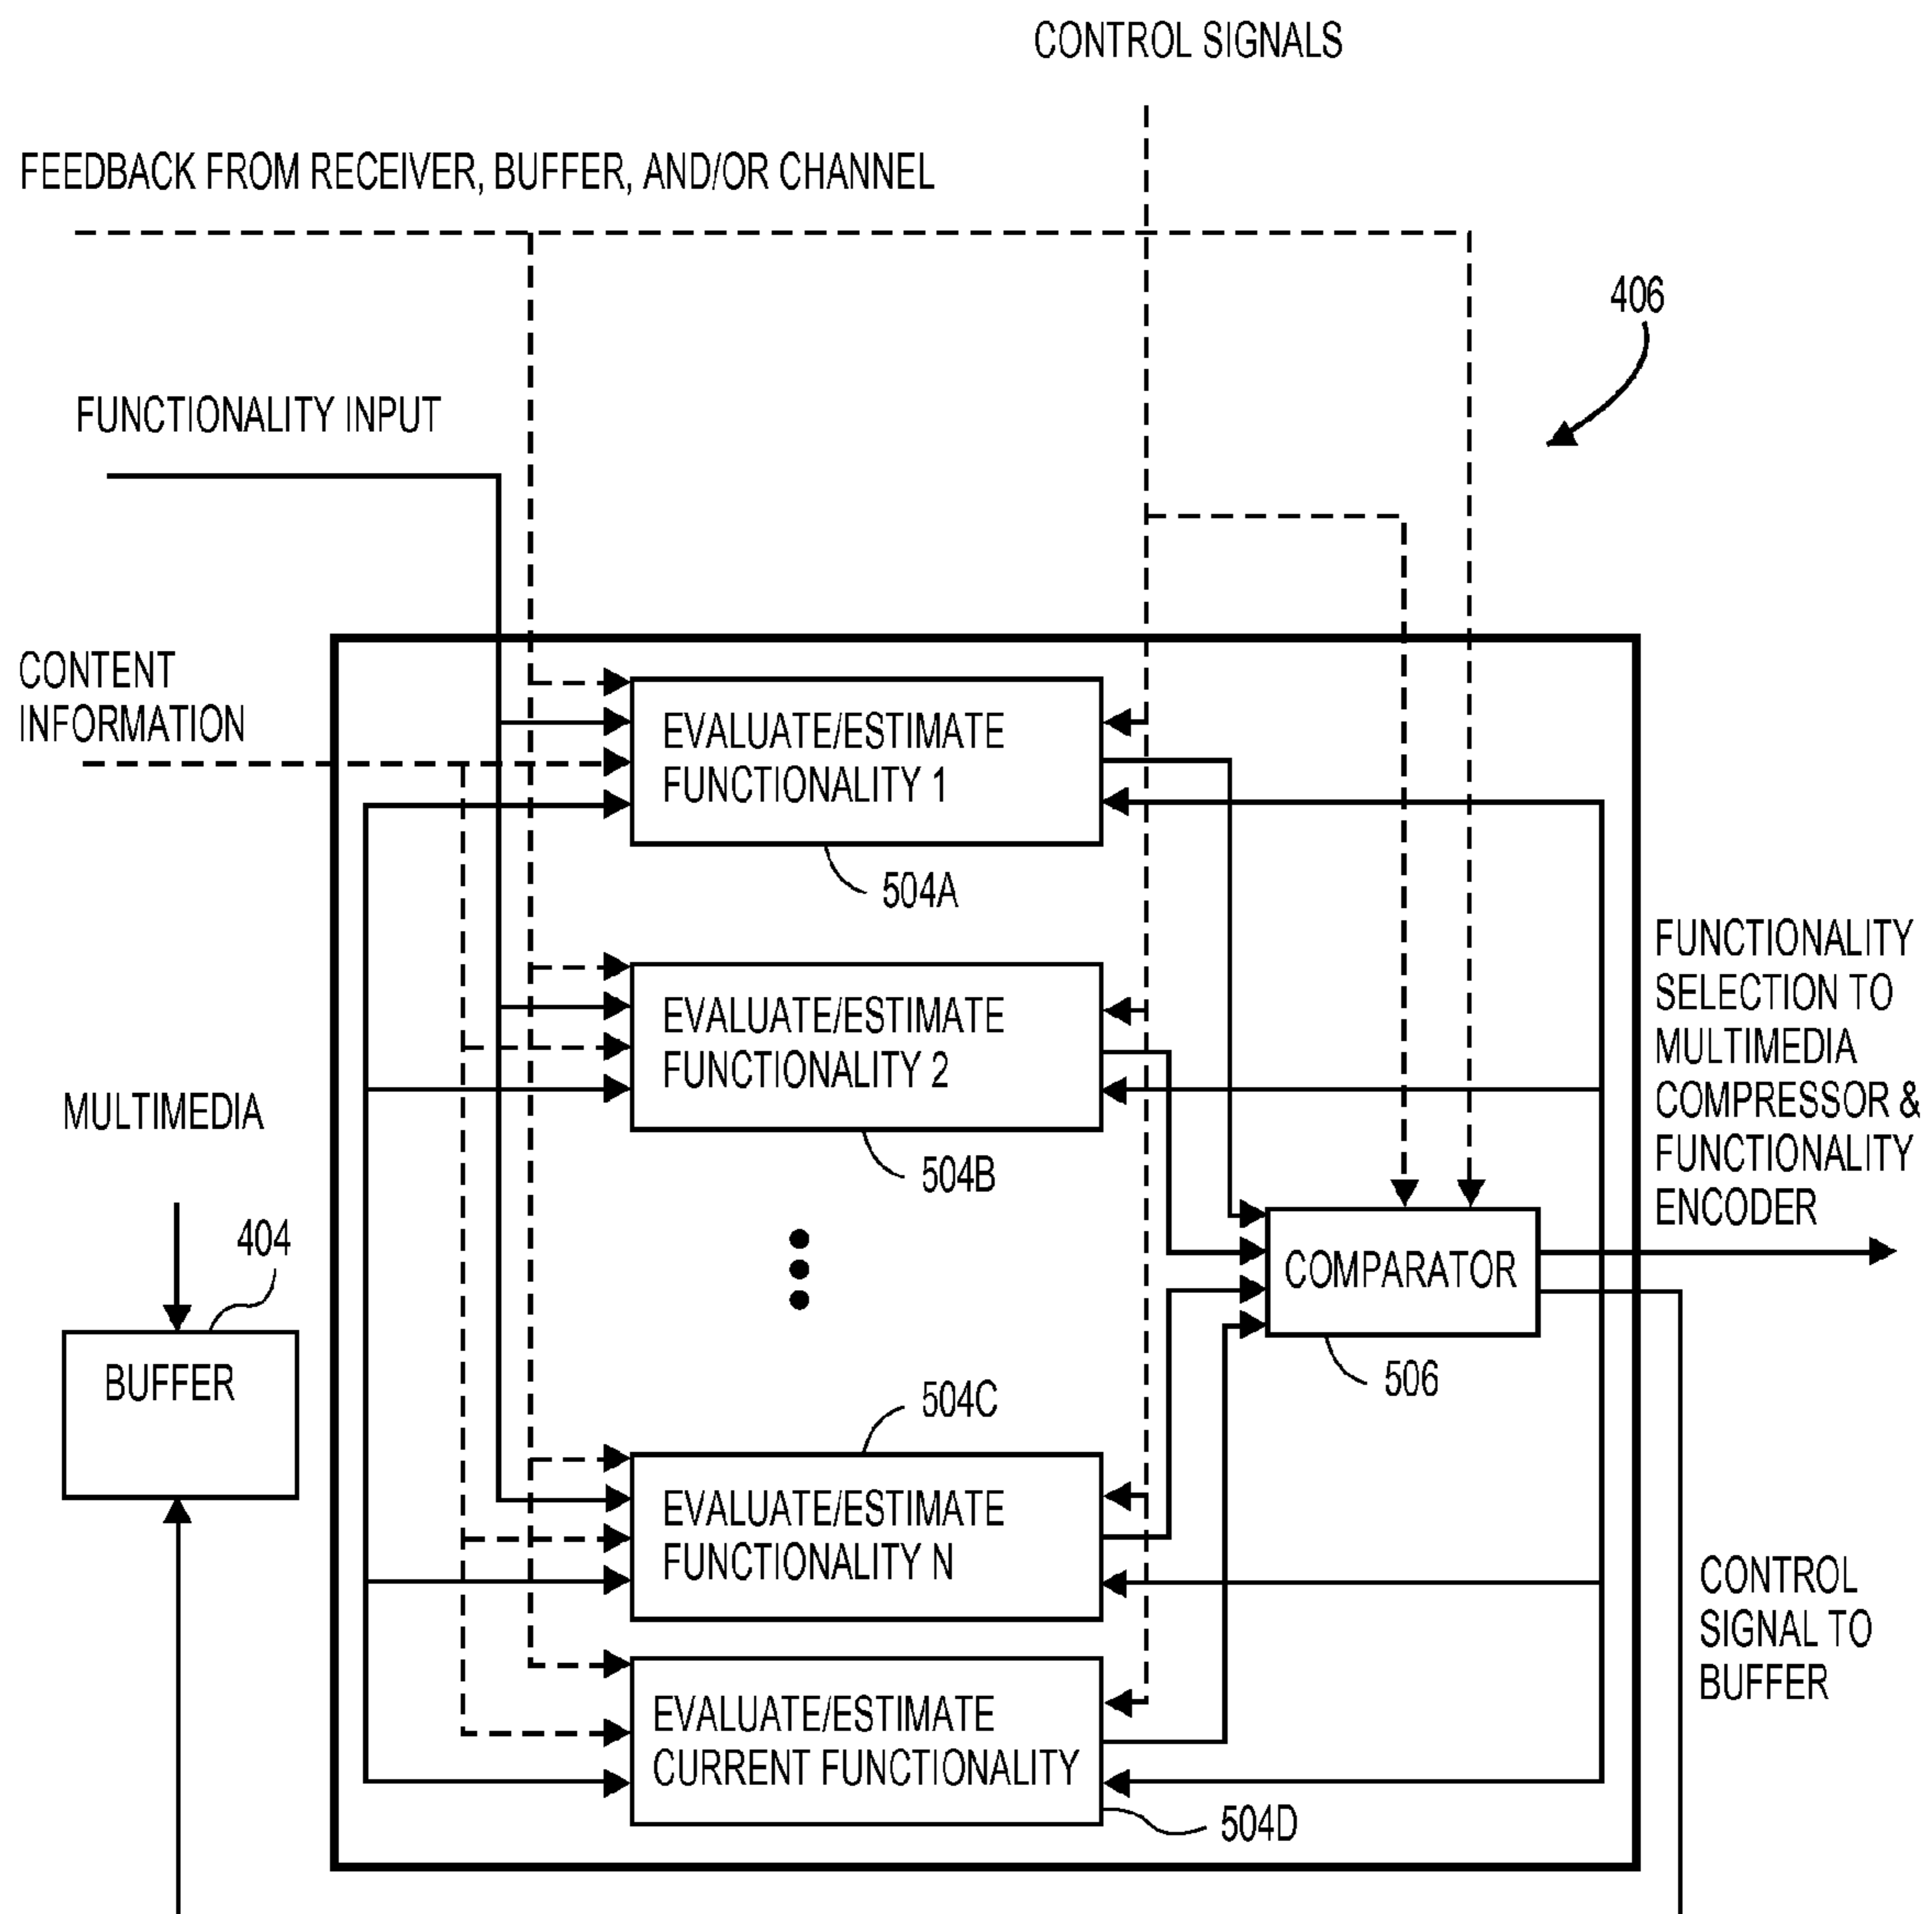 CONTROL SIGNALS
FEEDBACK FROM RECEIVER, BUFFER, AND/OR CHANNEL
406
FUNCTIONALITY INPUT
CONTENT
INFORMATION
EVALUATE/ESTIMATE
FUNCTIONALITY 1
504A
EVALUATE/ESTIMATE
FUNCTIONALITY 2
504B
FUNCTIONALITY
SELECTION TO
MULTIMEDIA
COMPRESSOR &
FUNCTIONALITY
ENCODER
MULTIMEDIA
404
BUFFER
COMPARATOR
506
504C
EVALUATE/ESTIMATE
FUNCTIONALITY N
CONTROL
SIGNAL TO
BUFFER
EVALUATE/ESTIMATE
CURRENT FUNCTIONALITY
504D